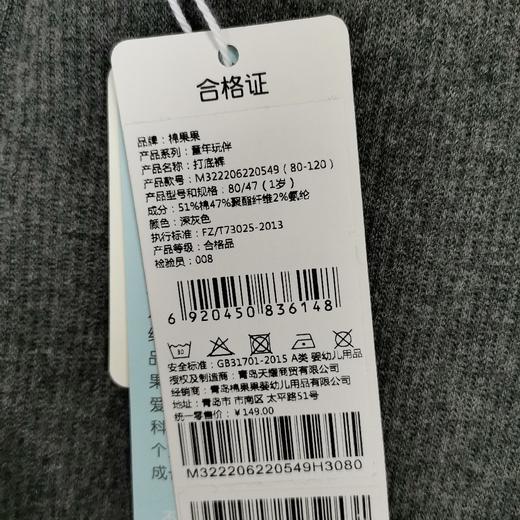 合格证
品牌：棉果果
产品系列：童年玩伴
产品名称：打底裤
产品款号：M322206220549（80-120）
产品型号和规格：80/47（1岁）
成分：51%棉47%聚酯纤维2%氨纶
颜色：深灰色
执行标准：FZ/T73025-2013
产品等级：合格品
检验员：008
6 920450 836148
安全标准：GB31701-2015 A类 婴幼儿用品
授权及制造商：青岛天耀商贸有限公司
经销商：青岛棉果果婴幼儿用品有限公司
地址：青岛市 市南区 太平路51号
统一零售价：￥149.00
M322206220549H3080
品
果
爱
科
个
成